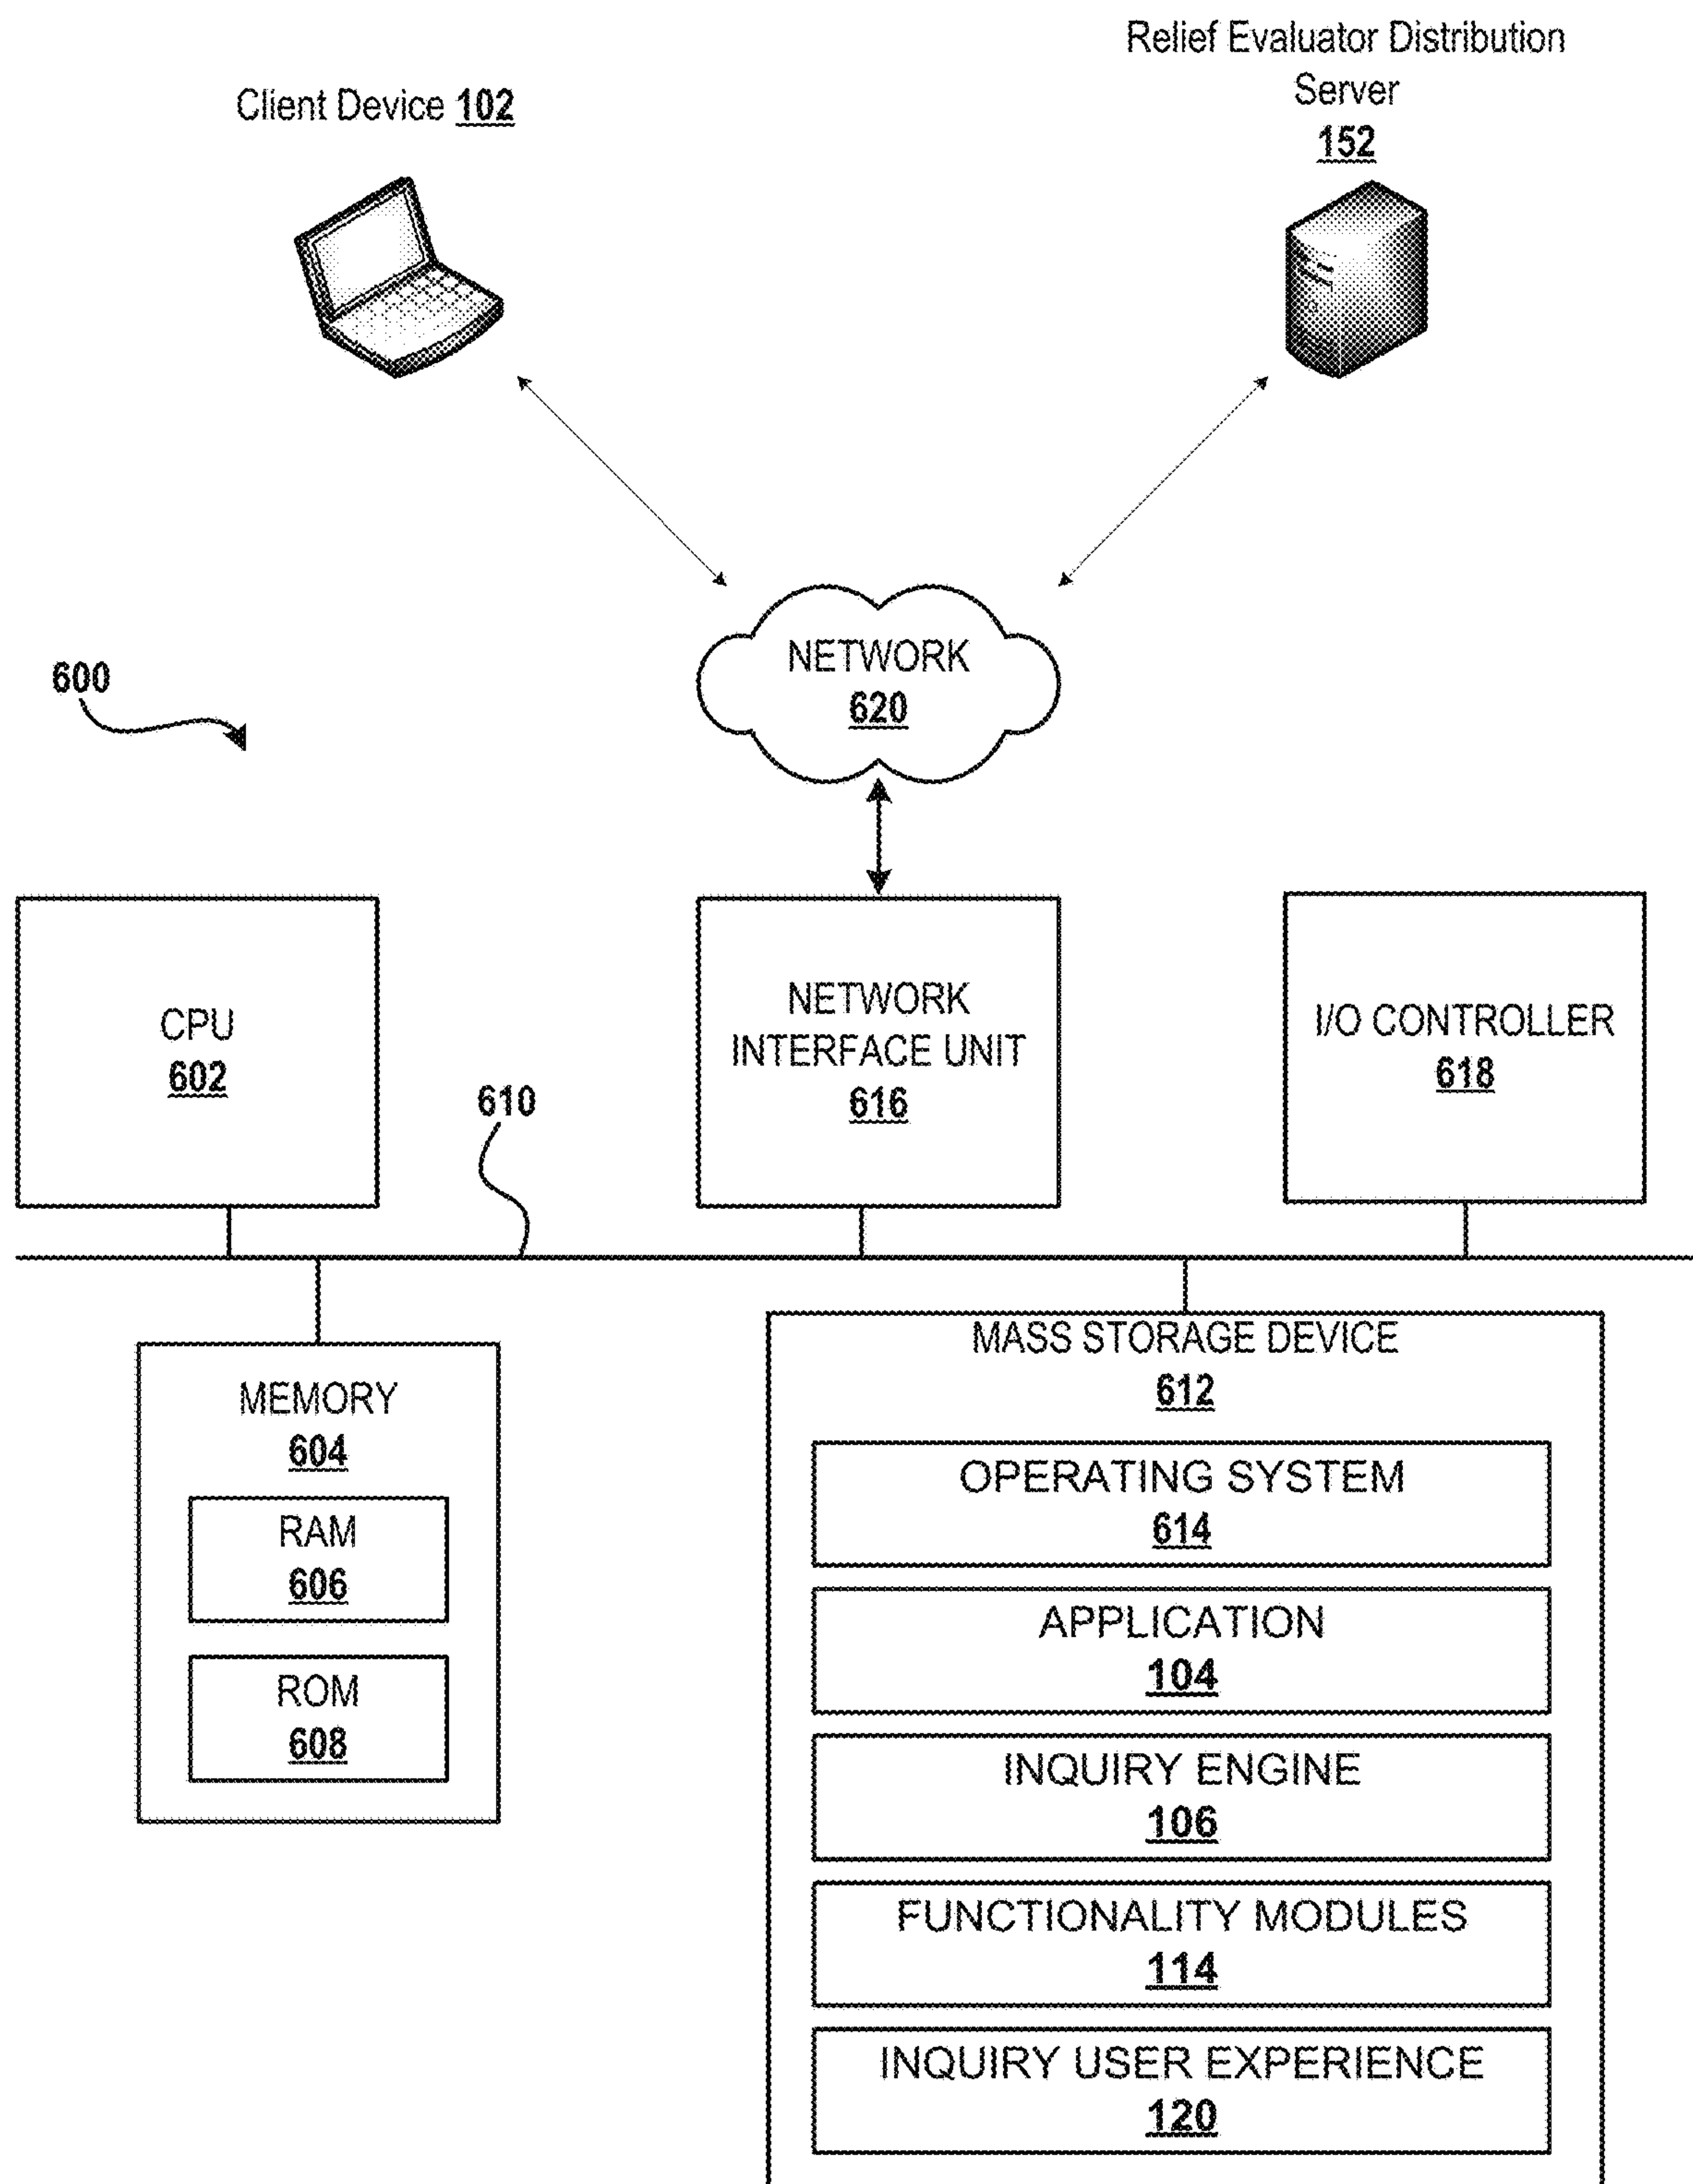 Relief Evaluator Distribution
Server
152
Client Device 102
NETWORK
620
600
CPU
602
NETWORK
INTERFACE UNIT
616
I/O CONTROLLER
618
610
MEMORY
604
RAM
606
ROM
608
MASS STORAGE DEVICE
612
OPERATING SYSTEM
614
APPLICATION
104
INQUIRY ENGINE
106
FUNCTIONALITY MODULES
114
INQUIRY USER EXPERIENCE
120